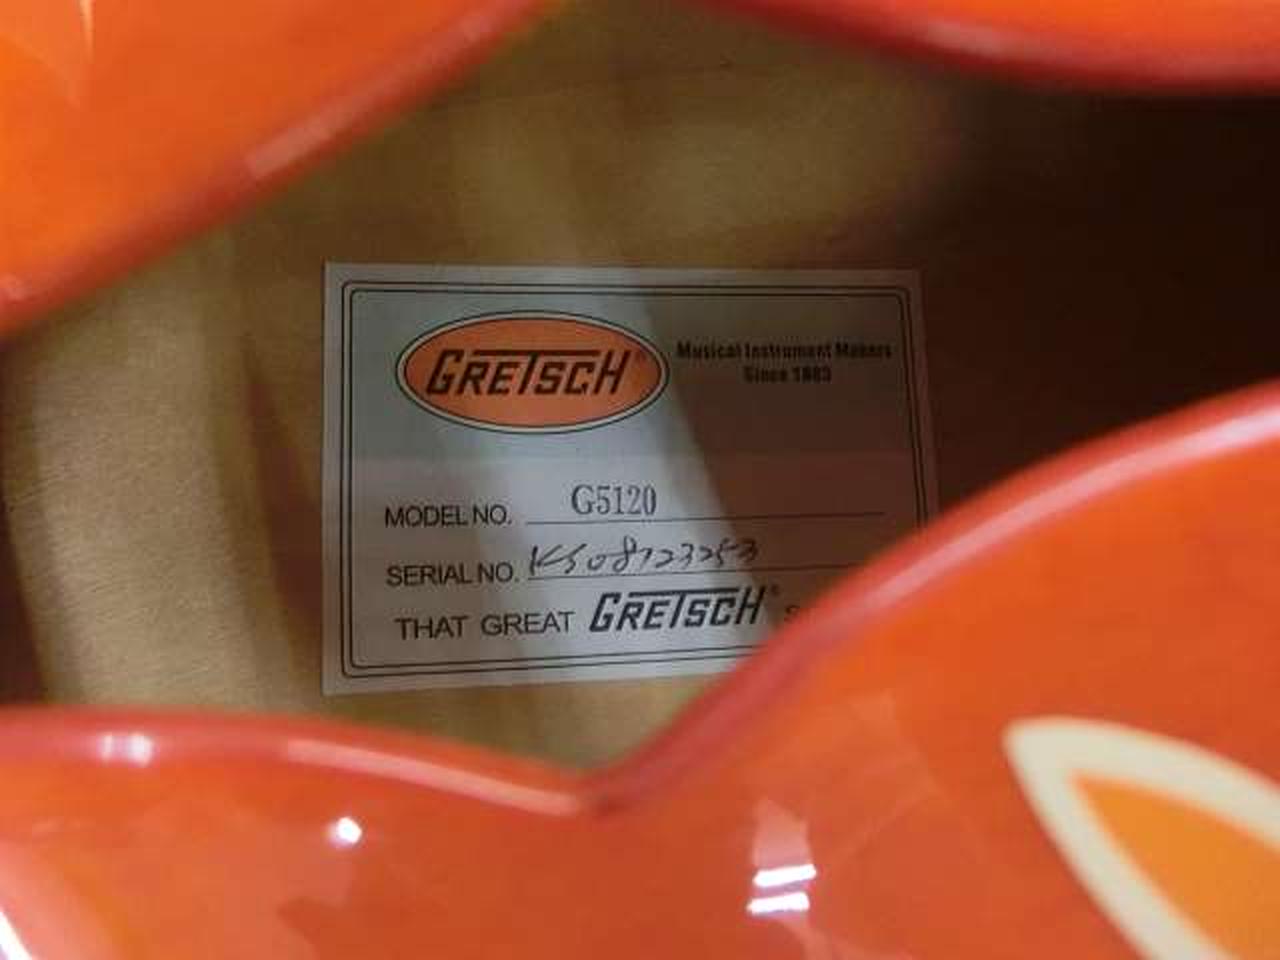 GRETSCH®
Musical Instrument Makers
Since 1883
MODEL NO. G5120
SERIAL NO. KS08123253
THAT GREAT GRETSCH® S